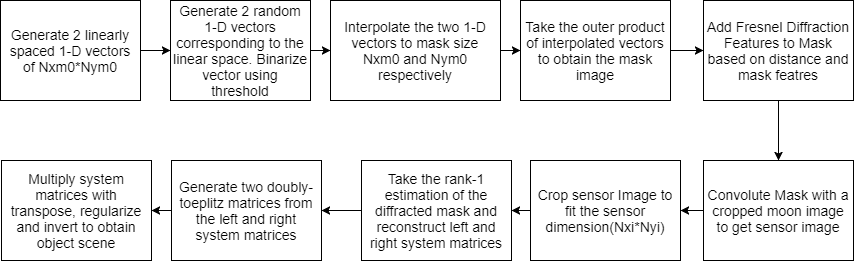 Generate 2 linearly
spaced 1-D vectors
of Nxm0*Nym0
Generate 2 random
1-D vectors
corresponding to the
linear space. Binarize
vector using
threshold
Interpolate the two 1-D
vectors to mask size
Nxm0 and Nym0
respectively
Take the outer product
of interpolated vectors
to obtain the mask
image
Add Fresnel Diffraction
Features to Mask
based on distance and
mask featres
Convolute Mask with a
cropped moon image
to get sensor image
Crop sensor Image to
fit the sensor
dimension(Nxi*Nyi)
Take the rank-1
estimation of the
diffracted mask and
reconstruct left and
right system matrices
Generate two doubly-
toeplitz matrices from
the left and right
system matrices
Multiply system
matrices with
transpose, regularize
and invert to obtain
object scene